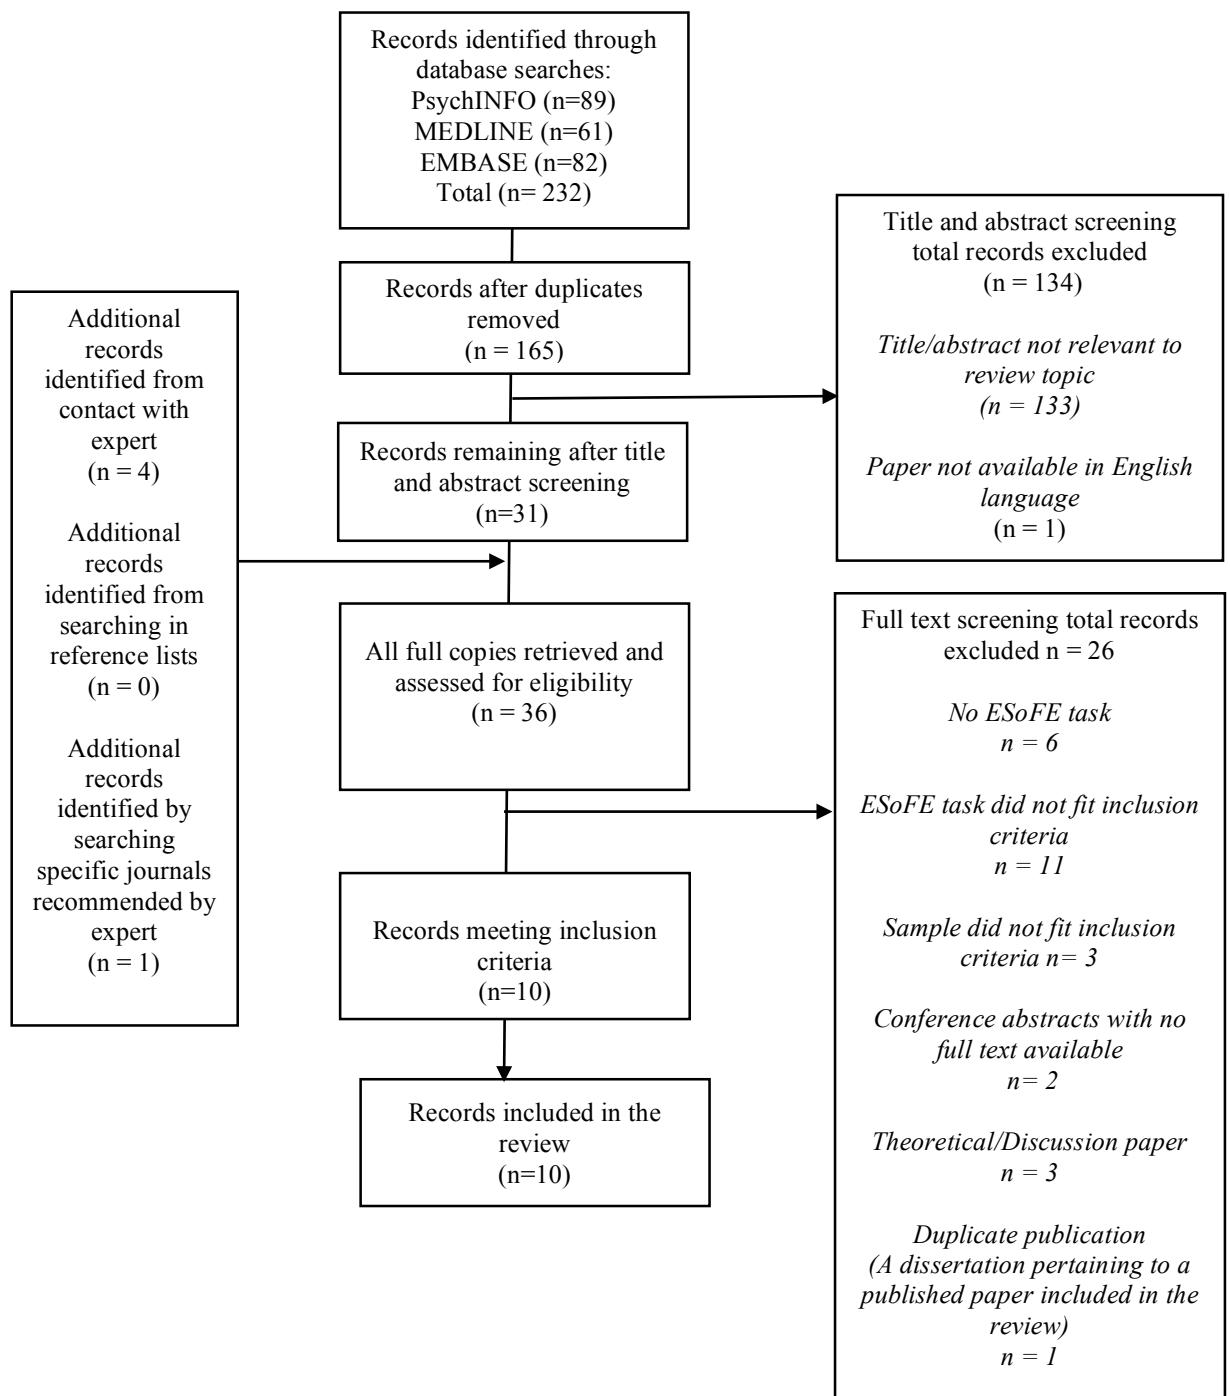 Records identified through
database searches:
PsychINFO (n=89)
MEDLINE (n=61)
EMBASE (n=82)
Total (n= 232)
Records after duplicates
removed
(n = 165)
Title and abstract screening
total records excluded
(n = 134)
Title/abstract not relevant to
review topic
(n = 133)
Paper not available in English
language
(n = 1)
Records remaining after title
and abstract screening
(n=31)
Additional
records
identified from
contact with
expert
(n = 4)
Additional
records
identified from
searching in
reference lists
(n = 0)
Additional
records
identified by
searching
specific journals
recommended by
expert
(n = 1)
All full copies retrieved and
assessed for eligibility
(n = 36)
Full text screening total records
excluded n = 26
No ESoFE task
n = 6
ESoFE task did not fit inclusion
criteria
n = 11
Sample did not fit inclusion
criteria n= 3
Conference abstracts with no
full text available
n= 2
Theoretical/Discussion paper
n = 3
Duplicate publication
(A dissertation pertaining to a
published paper included in the
review)
n = 1
Records meeting inclusion
criteria
(n=10)
Records included in the
review
(n=10)